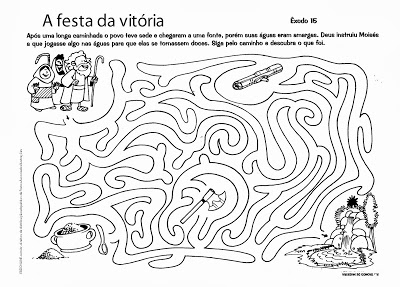 A festa da vitória
Êxodo 15
Após uma longa caminhada o povo teve sede e chegaram a uma fonte, porém suas águas eram amargas. Deus instruiu Moisés
a que jogasse algo nas águas para que elas se tornassem doces. Siga pelo caminho e descubra o que foi.